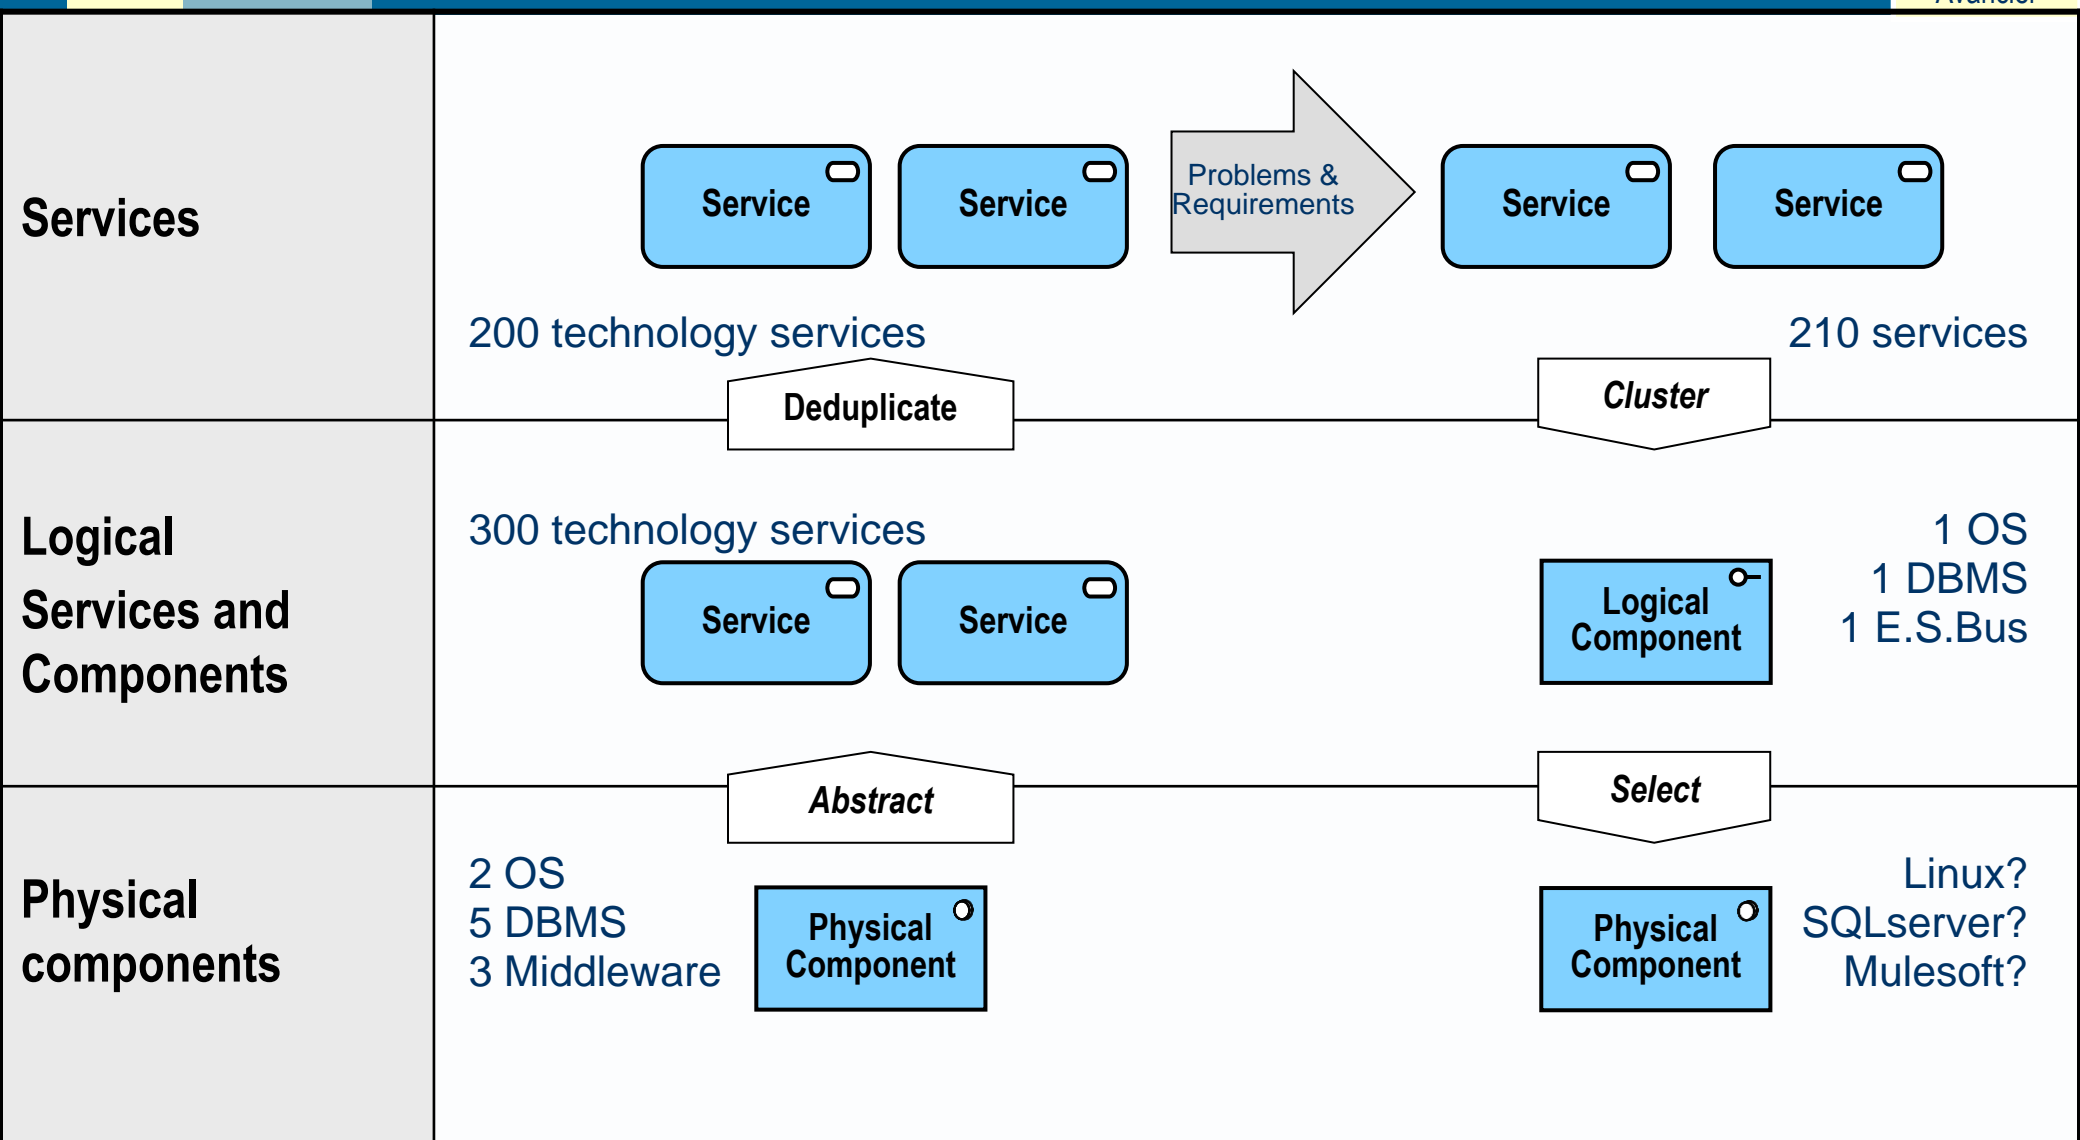 Services
Service
Service
Problems &
Requirements
Service
Service
200 technology services
210 services
Deduplicate
Cluster
Logical
Services and
Components
300 technology services
Service
Service
Logical
Component
1 OS
1 DBMS
1 E.S.Bus
Abstract
Select
Physical
components
2 OS
5 DBMS
3 Middleware
Physical
Component
Physical
Component
Linux?
SQLserver?
Mulesoft?